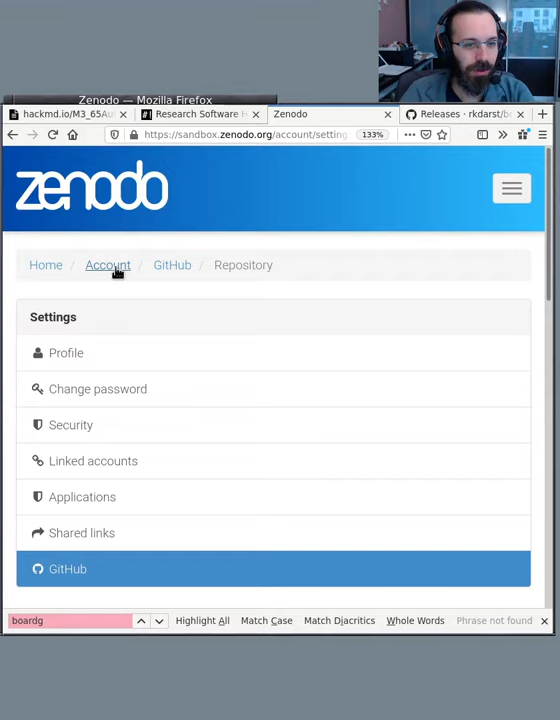 Zenodo — Mozilla Firefox
hackmd.io/M3_65Au
Research Software H
Zenodo
Releases · rkdarst/bo
https://sandbox.zenodo.org/account/setting
133%
zenodo
Home / Account / GitHub / Repository
Settings
Profile
Change password
Security
Linked accounts
Applications
Shared links
GitHub
boardg
Highlight All
Match Case
Match Diacritics
Whole Words
Phrase not found